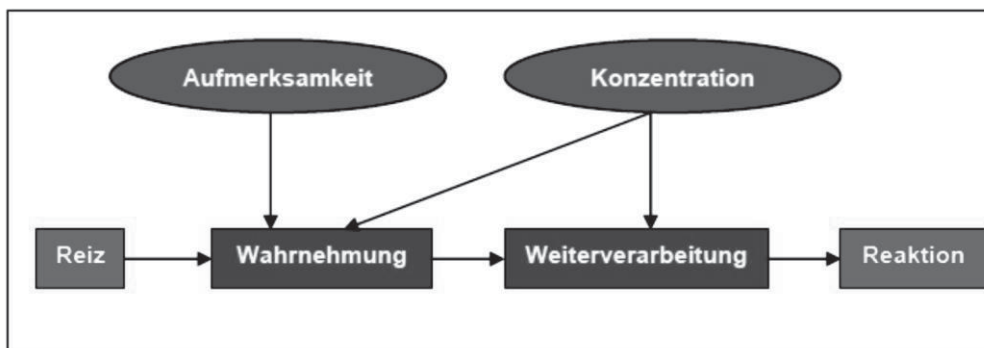 Aufmerksamkeit
Konzentration
Reiz
Wahrnehmung
Weiterverarbeitung
Reaktion